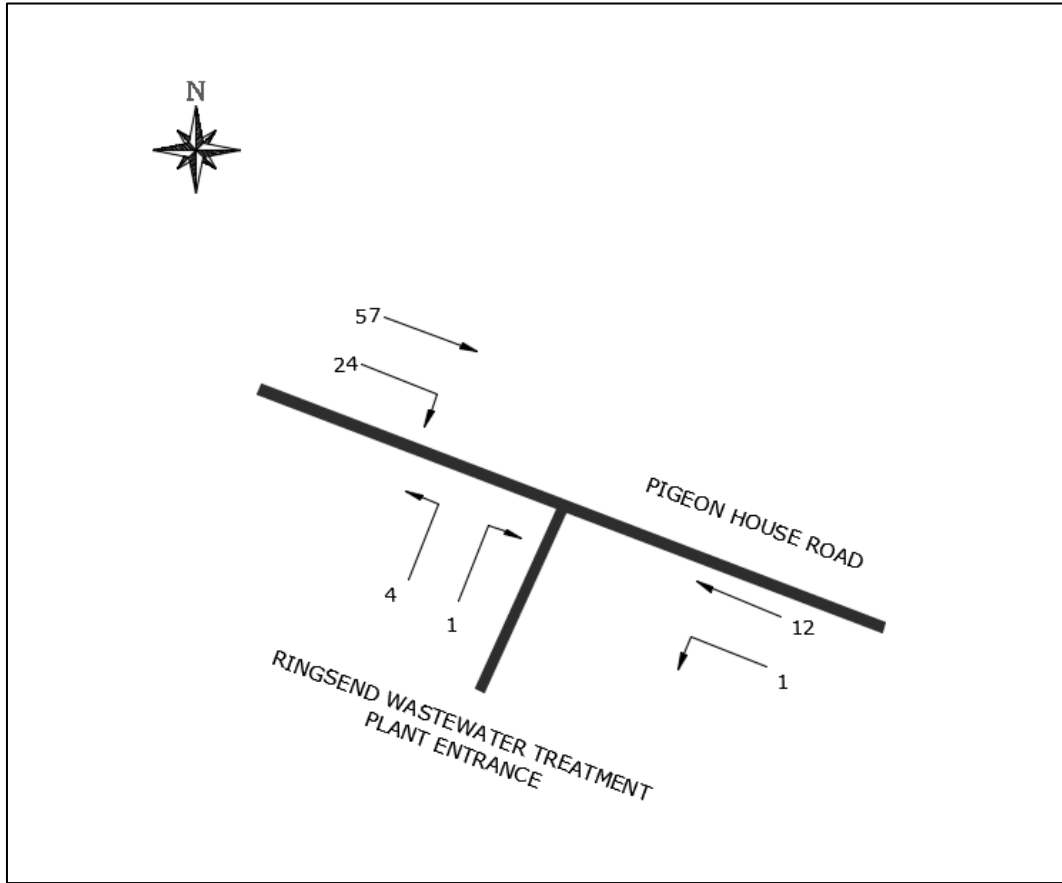 N
57
24
PIGEON HOUSE ROAD
4
1
12
1
RINGSEND WASTEWATER TREATMENT
PLANT ENTRANCE